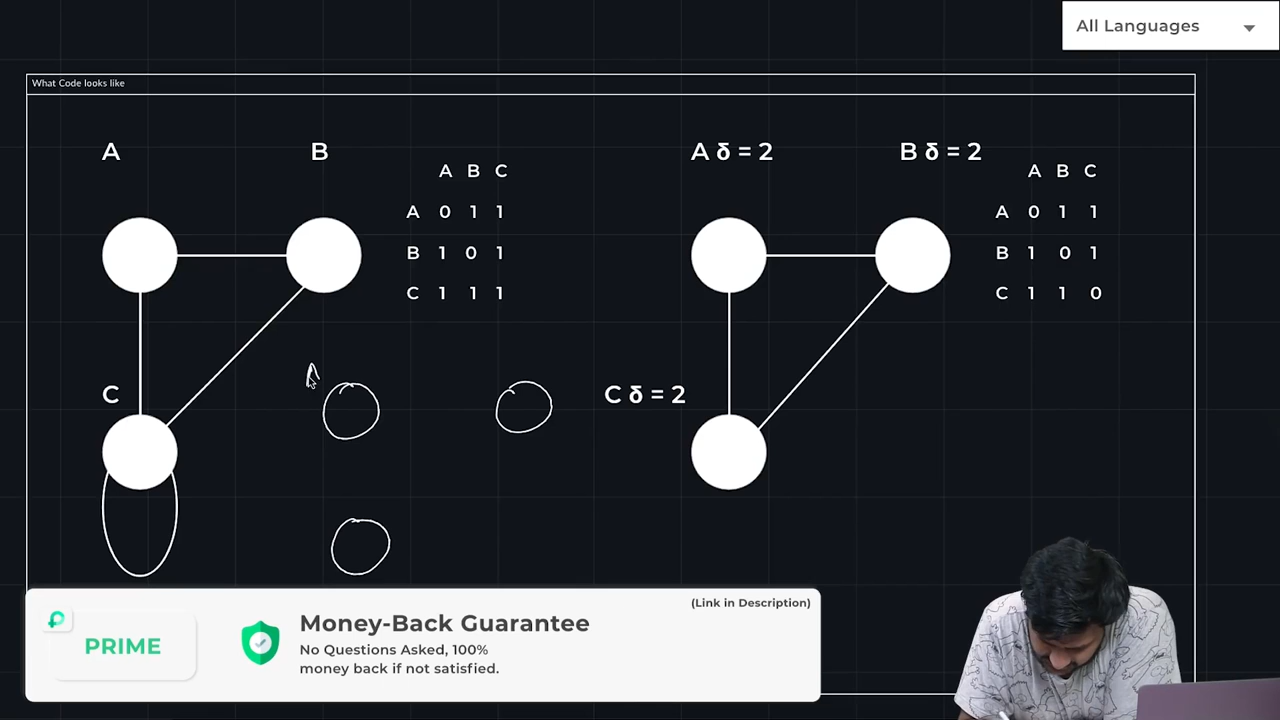 All Languages
What Code looks like
A B
A B C
A 0 1 1
B 1 0 1
C 1 1 1
C
A
A δ = 2 B δ = 2
A B C
A 0 1 1
B 1 0 1
C 1 1 0
C δ = 2
(Link in Description)
PRIME
Money-Back Guarantee
No Questions Asked, 100%
money back if not satisfied.